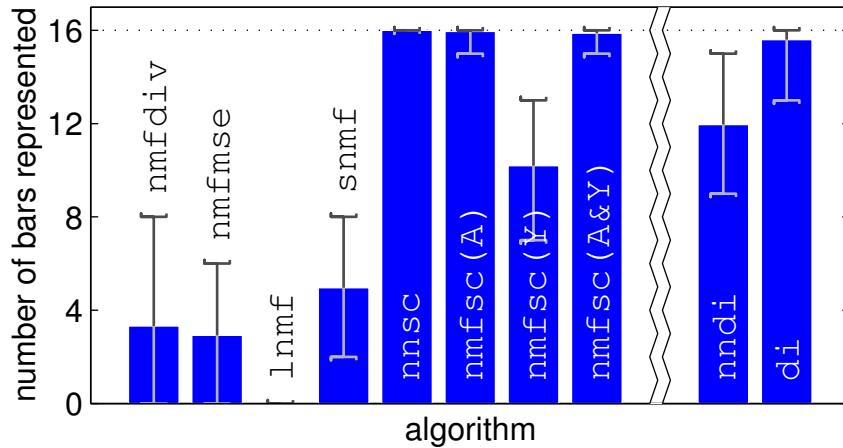 number of bars represented
16
12
8
4
0
nmfdiv
nmfmse
lnmf
snmf
nnsc
nmfsc(A)
nmfsc(Y)
nmfsc(A&Y)
nndi
di
algorithm